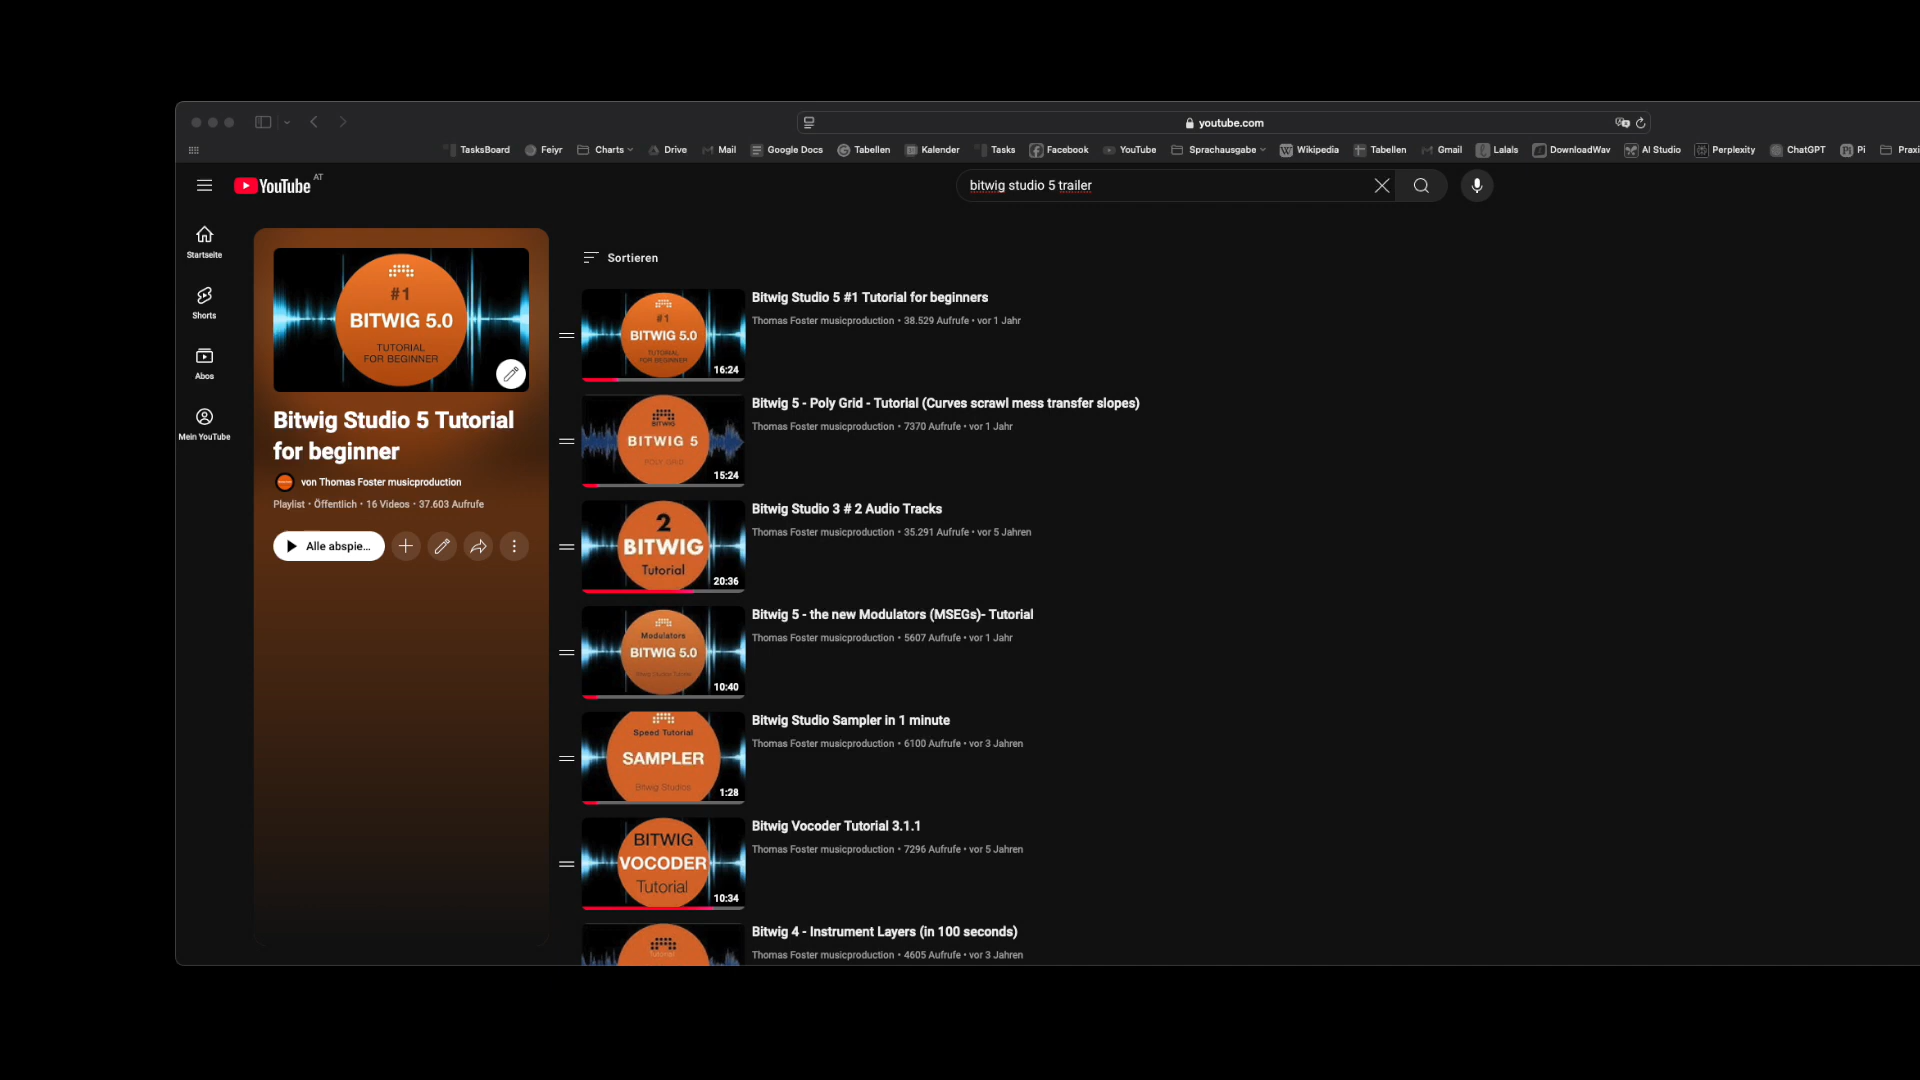 youtube.com
TasksBoard
Feiyr
Charts
Drive
Mail
Google Docs
Tabellen
Kalender
Tasks
Facebook
YouTube
Sprachausgabe
Wikipedia
Tabellen
Gmail
Lalals
DownloadWav
AI Studio
Perplexity
ChatGPT
Pi
Praxi
YouTube AT
bitwig studio 5 trailer
Startseite
Shorts
Abos
Mein YouTube
#1
BITWIG 5.0
TUTORIAL
FOR BEGINNER
Bitwig Studio 5 Tutorial
for beginner
von Thomas Foster musicproduction
Playlist • Öffentlich • 16 Videos • 37.603 Aufrufe
Alle abspie...
Sortieren
#1
BITWIG 5.0
TUTORIAL
FOR BEGINNER
16:24
Bitwig Studio 5 #1 Tutorial for beginners
Thomas Foster musicproduction • 38.529 Aufrufe • vor 1 Jahr
BITWIG
BITWIG 5
POLY GRID
15:24
Bitwig 5 - Poly Grid - Tutorial (Curves scrawl mess transfer slopes)
Thomas Foster musicproduction • 7370 Aufrufe • vor 1 Jahr
2
BITWIG
Tutorial
20:36
Bitwig Studio 3 # 2 Audio Tracks
Thomas Foster musicproduction • 35.291 Aufrufe • vor 5 Jahren
Modulators
BITWIG 5.0
10:40
Bitwig 5 - the new Modulators (MSEGs)- Tutorial
Thomas Foster musicproduction • 5607 Aufrufe • vor 1 Jahr
Speed Tutorial
SAMPLER
Bitwig Studios
1:28
Bitwig Studio Sampler in 1 minute
Thomas Foster musicproduction • 6100 Aufrufe • vor 3 Jahren
BITWIG
VOCODER
Tutorial
10:34
Bitwig Vocoder Tutorial 3.1.1
Thomas Foster musicproduction • 7296 Aufrufe • vor 5 Jahren
Tutorial
Bitwig 4 - Instrument Layers (in 100 seconds)
Thomas Foster musicproduction • 4605 Aufrufe • vor 3 Jahren